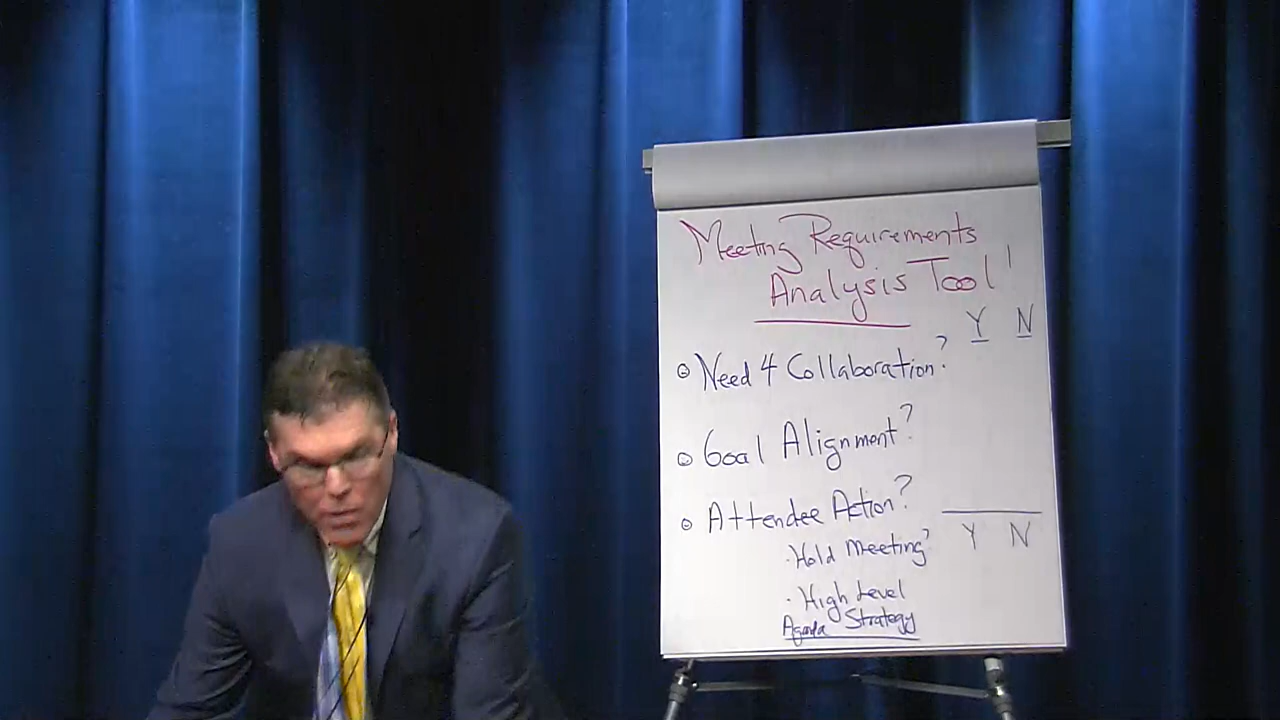 Meeting Requirements
Analysis Tool
Y N
Need 4 Collaboration?
Goal Alignment?
Attendee Action?
· Hold Meeting? Y N
· High Level
Agenda Strategy